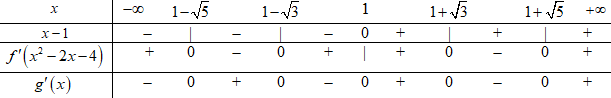 x −∞ 1−√5 1−√3 1 1+√3 1+√5 +∞
x−1 − | − | − 0 + | + | +
f′(x²−2x−4) + 0 − 0 + | + 0 − 0 +
g′(x) − 0 + 0 − 0 + 0 − 0 +